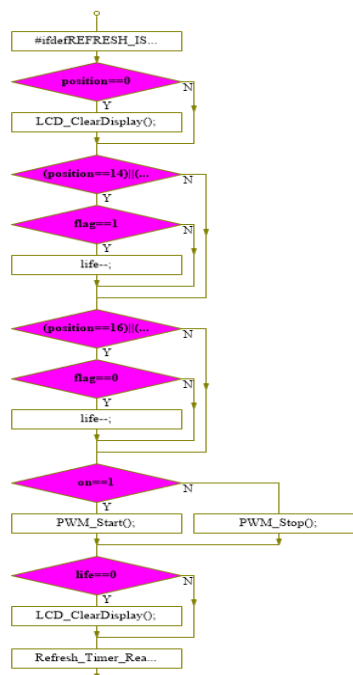 #ifdefREFRESH_IS...
position==0
N
Y
LCD_ClearDisplay();
(position==14)||(...
N
Y
flag==1
N
Y
life--;
(position==16)||(...
N
Y
flag==0
N
Y
life--;
on==1
N
Y
PWM_Start();
PWM_Stop();
life==0
N
Y
LCD_ClearDisplay();
Refresh_Timer_Rea...